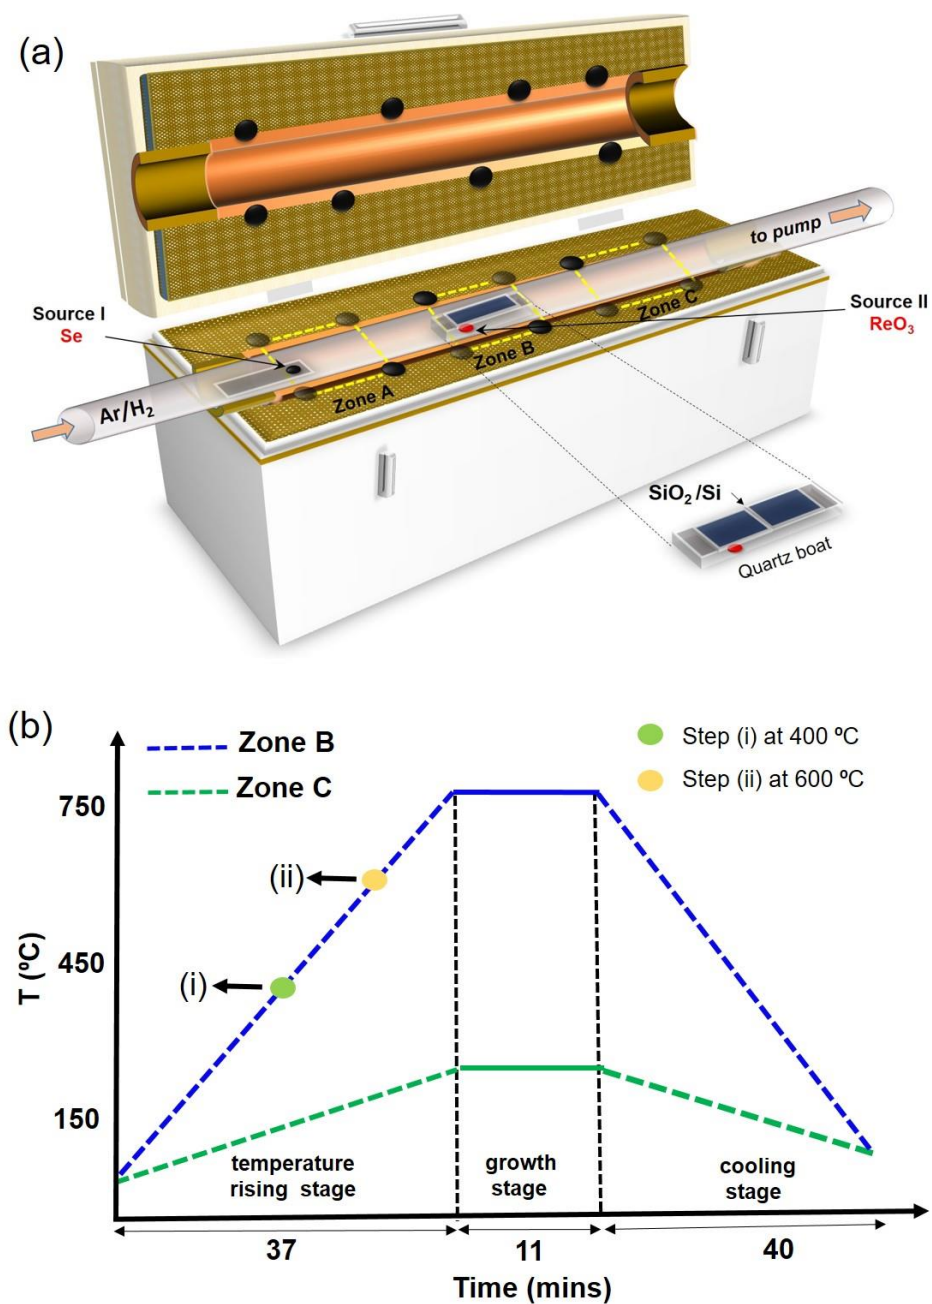 (a)
to pump
Source I
Se
Source II
ReO₃
Zone C
Zone B
Zone A
Ar/H₂
SiO₂/Si
Quartz boat
(b)
Zone B
Zone C
Step (i) at 400 ºC
Step (ii) at 600 ºC
750
450
150
T (ºC)
(ii)
(i)
temperature
rising stage
growth
stage
cooling
stage
37
11
40
Time (mins)